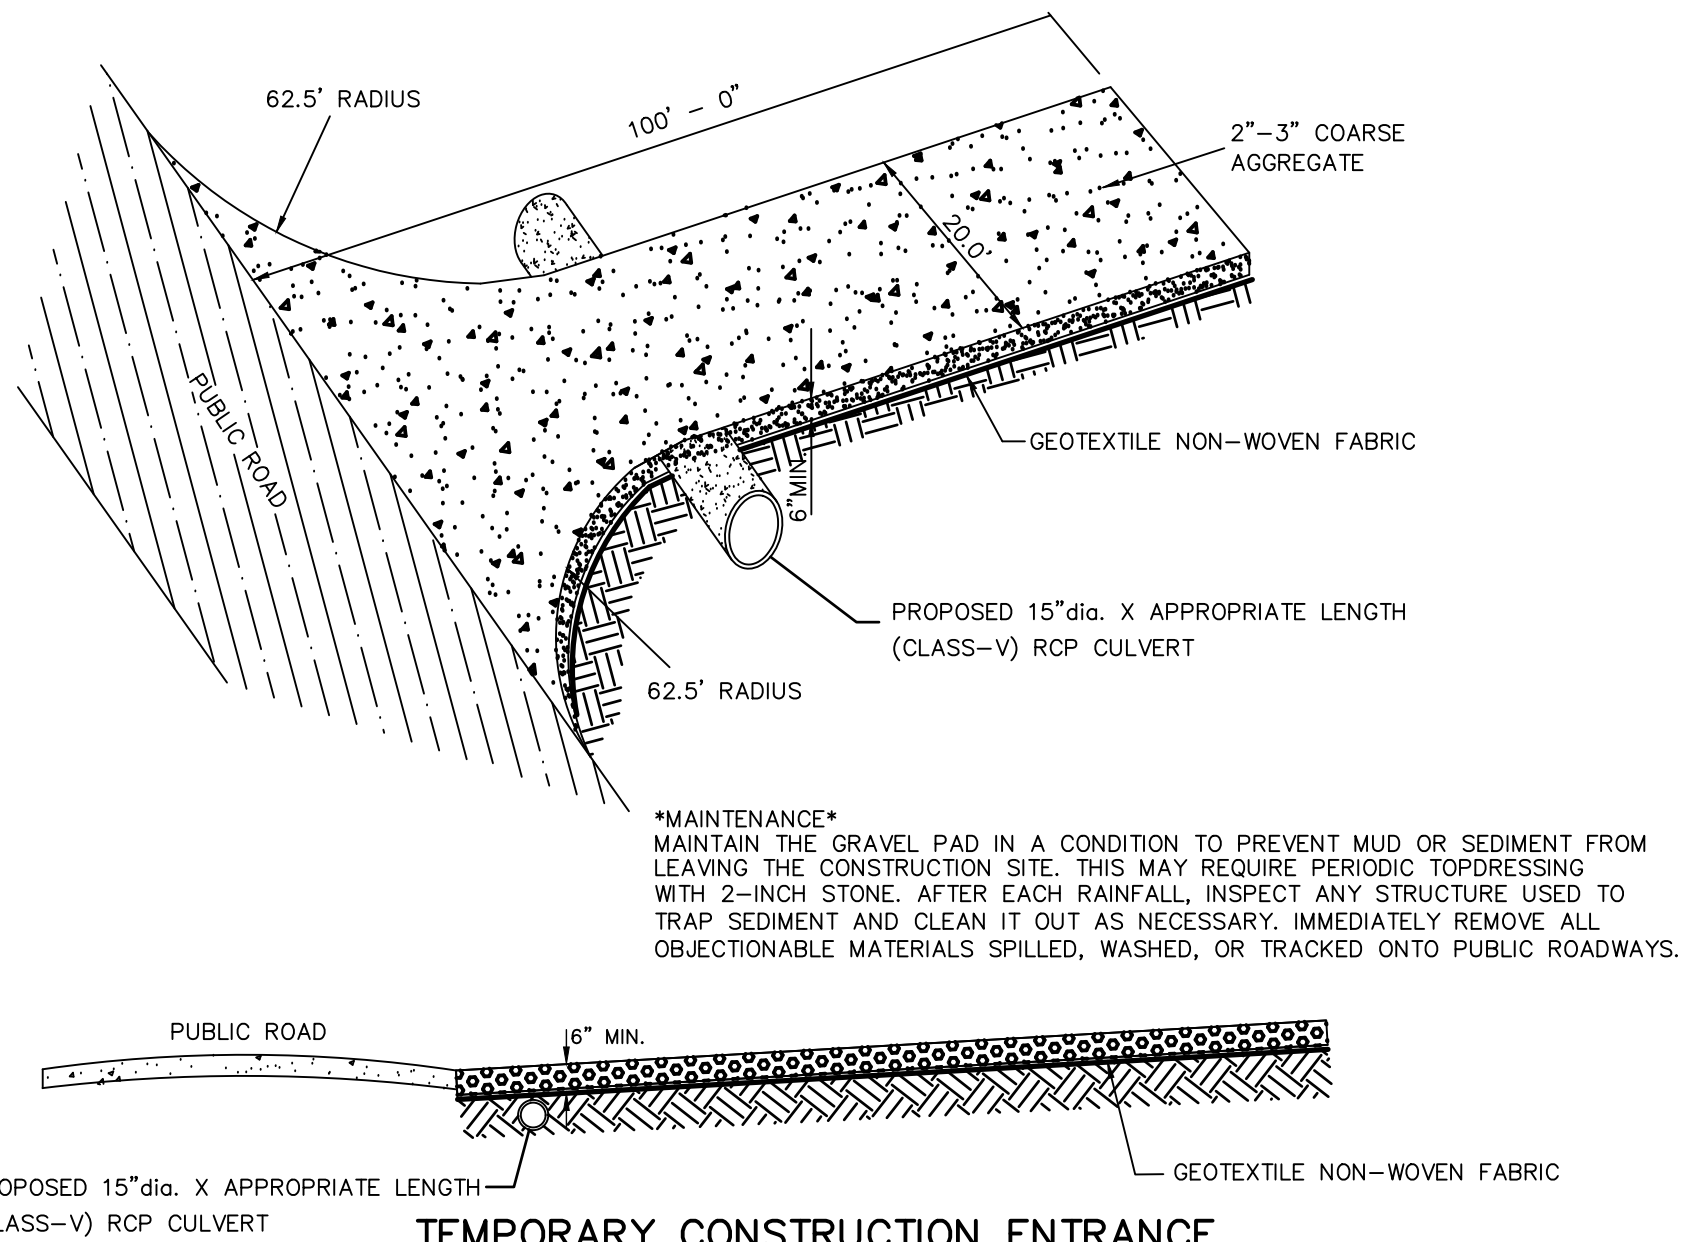 62.5' RADIUS
100' – 0"
2"–3" COARSE
AGGREGATE
20.0'
PUBLIC ROAD
GEOTEXTILE NON–WOVEN FABRIC
6"MIN.
PROPOSED 15"dia. X APPROPRIATE LENGTH
(CLASS–V) RCP CULVERT
62.5' RADIUS
*MAINTENANCE*
MAINTAIN THE GRAVEL PAD IN A CONDITION TO PREVENT MUD OR SEDIMENT FROM
LEAVING THE CONSTRUCTION SITE. THIS MAY REQUIRE PERIODIC TOPDRESSING
WITH 2–INCH STONE. AFTER EACH RAINFALL, INSPECT ANY STRUCTURE USED TO
TRAP SEDIMENT AND CLEAN IT OUT AS NECESSARY. IMMEDIATELY REMOVE ALL
OBJECTIONABLE MATERIALS SPILLED, WASHED, OR TRACKED ONTO PUBLIC ROADWAYS.
PUBLIC ROAD
6" MIN.
GEOTEXTILE NON–WOVEN FABRIC
OPOSED 15"dia. X APPROPRIATE LENGTH
LASS–V) RCP CULVERT
TEMPORARY CONSTRUCTION ENTRANCE